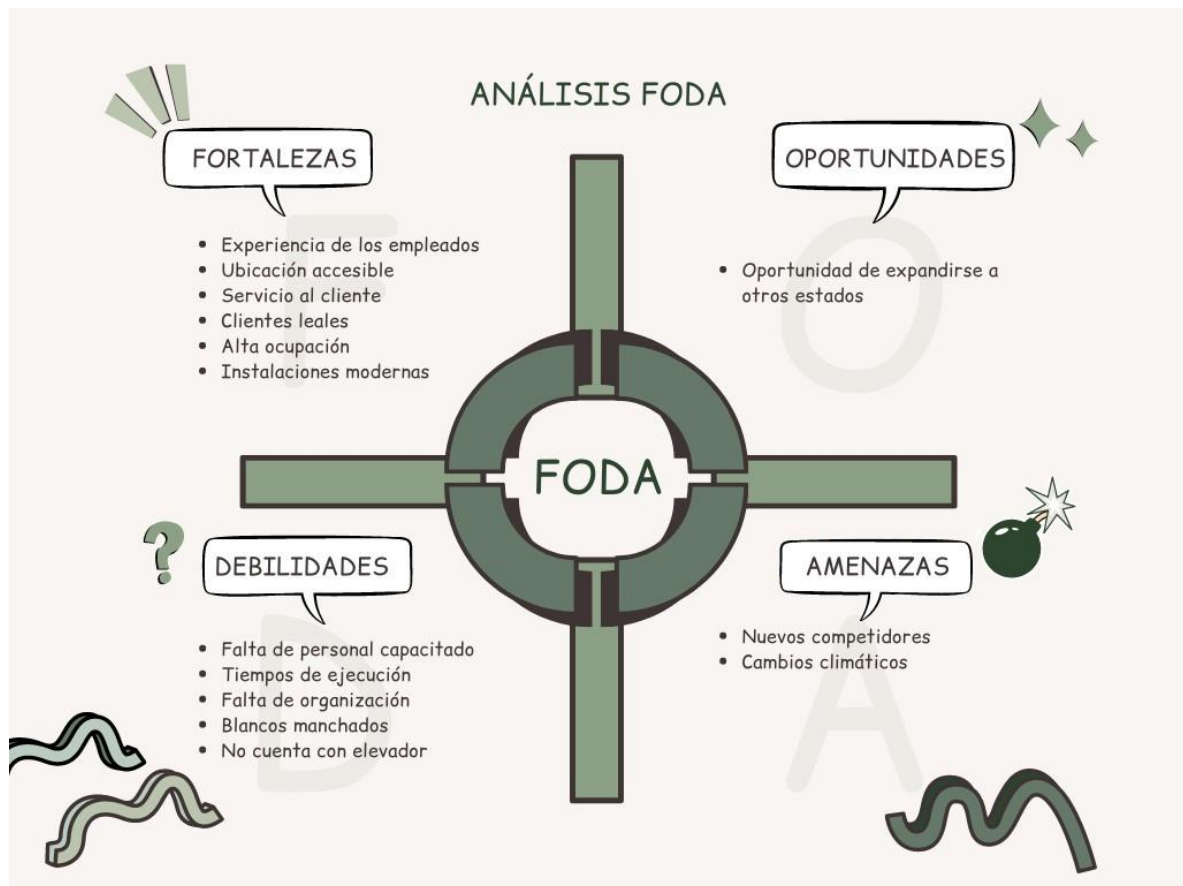 ANÁLISIS FODA
FORTALEZAS
• Experiencia de los empleados
• Ubicación accesible
• Servicio al cliente
• Clientes leales
• Alta ocupación
• Instalaciones modernas
F
OPORTUNIDADES
• Oportunidad de expandirse a
otros estados
O
FODA
DEBILIDADES
• Falta de personal capacitado
• Tiempos de ejecución
• Falta de organización
• Blancos manchados
• No cuenta con elevador
D
?
AMENAZAS
• Nuevos competidores
• Cambios climáticos
A